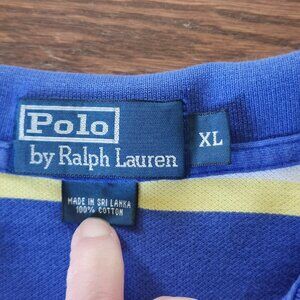 Polo
by Ralph Lauren
XL
MADE IN SRI LANKA
100% COTTON